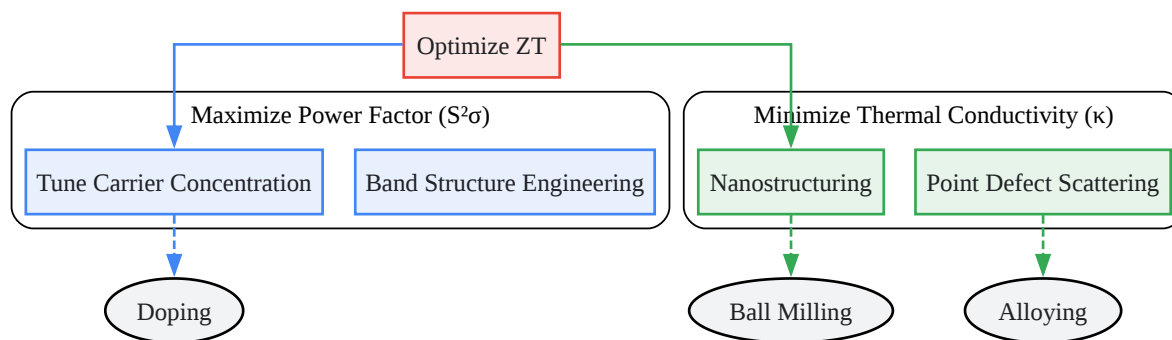 Optimize ZT
Maximize Power Factor (S²σ)
Minimize Thermal Conductivity (κ)
Tune Carrier Concentration
Band Structure Engineering
Nanostructuring
Point Defect Scattering
Doping
Ball Milling
Alloying